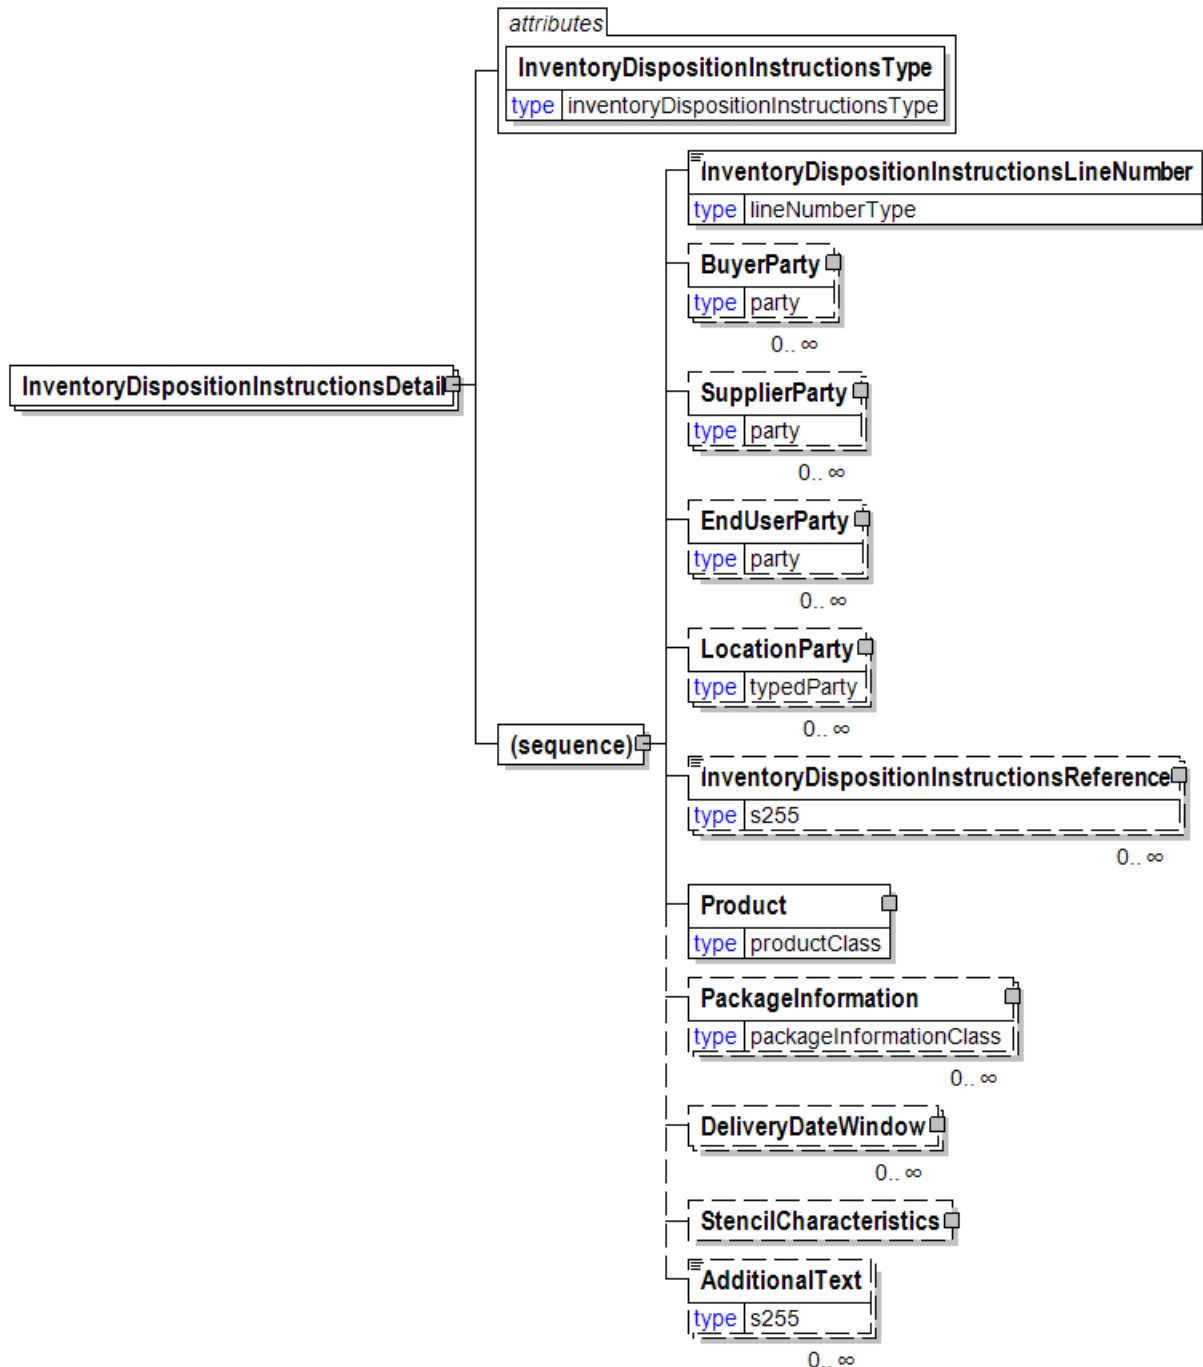 attributes
InventoryDispositionInstructionsType
type inventoryDispositionInstructionsType
InventoryDispositionInstructionsLineNumber
type lineNumberType
BuyerParty
type party
0.. ∞
InventoryDispositionInstructionsDetail
SupplierParty
type party
0.. ∞
EndUserParty
type party
0.. ∞
LocationParty
type typedParty
0.. ∞
(sequence)
InventoryDispositionInstructionsReference
type s255
0.. ∞
Product
type productClass
PackageInformation
type packageInformationClass
0.. ∞
DeliveryDateWindow
0.. ∞
StencilCharacteristics
AdditionalText
type s255
0.. ∞